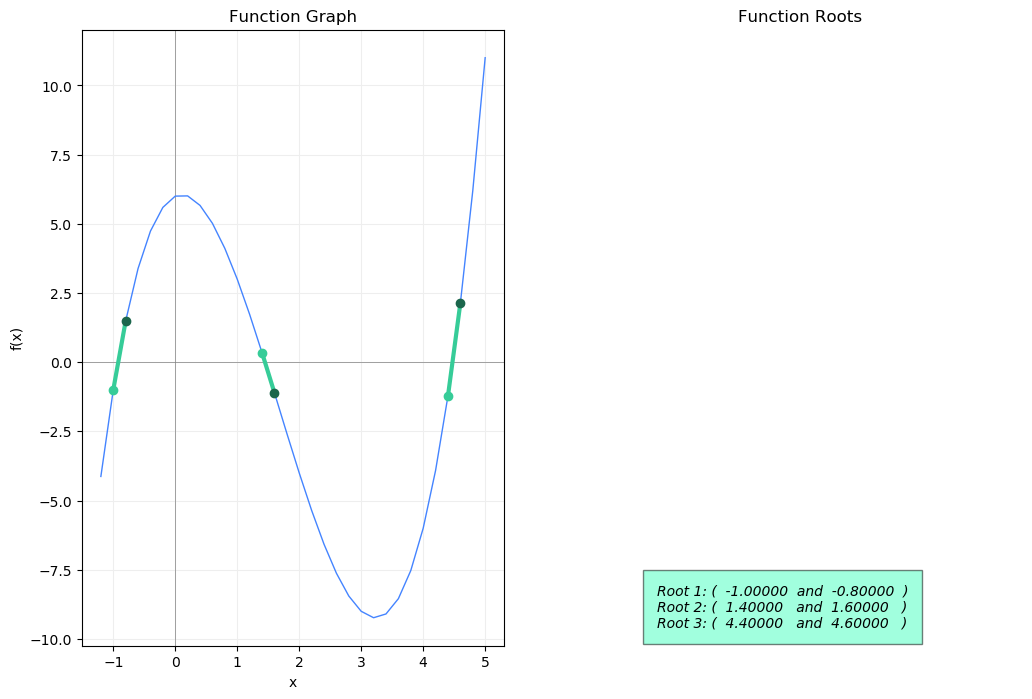 Function Graph
Function Roots
10.0
7.5
5.0
2.5
0.0
−2.5
−5.0
−7.5
−10.0
f(x)
−1 0 1 2 3 4 5
x
Root 1: ( -1.00000 and -0.80000 )
Root 2: ( 1.40000 and 1.60000 )
Root 3: ( 4.40000 and 4.60000 )